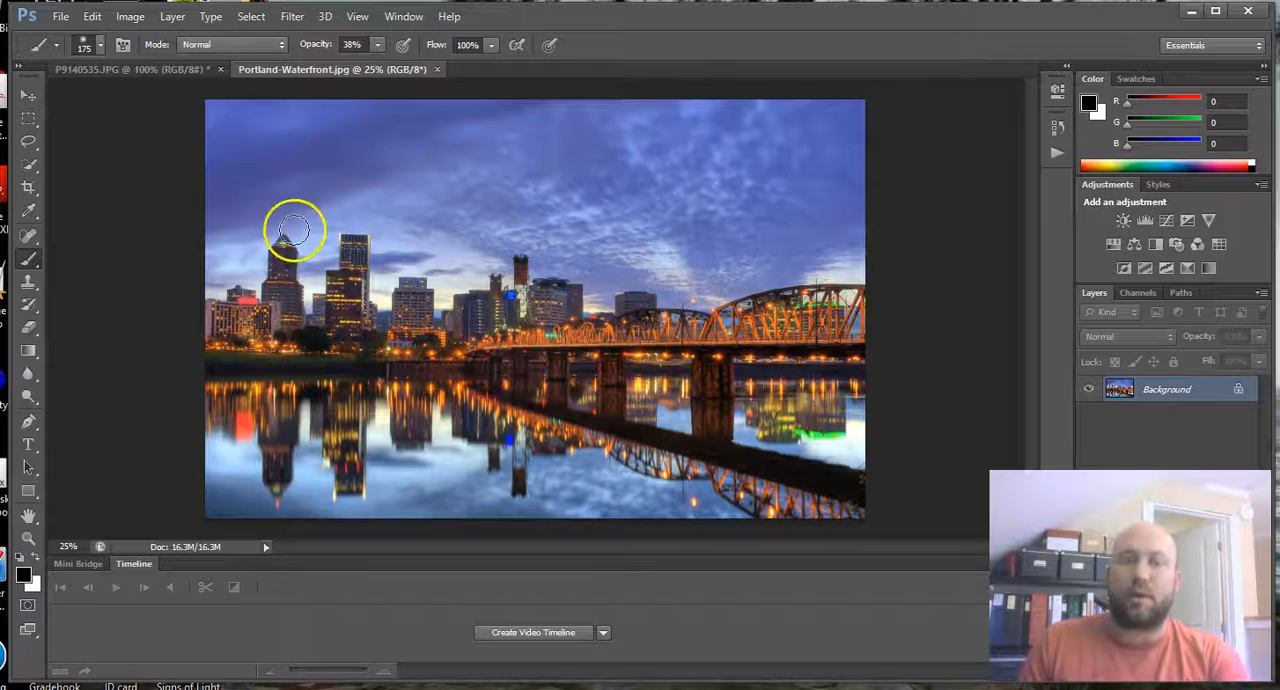 Ps File Edit Image Layer Type Select Filter 3D View Window Help
175 Mode: Normal Opacity: 38% Flow: 100% Essentials
P9140535.JPG @ 100% (RGB/8#) * × Portland-Waterfront.jpg @ 25% (RGB/8*) ×
Color Swatches
R 0
G 0
B 0
Adjustments Styles
Add an adjustment
Layers Channels Paths
Kind
Normal Opacity:
Lock: Fill:
Background
25% Doc: 16.3M/16.3M
Mini Bridge Timeline
Create Video Timeline
Gradebook ID card Signs of Light